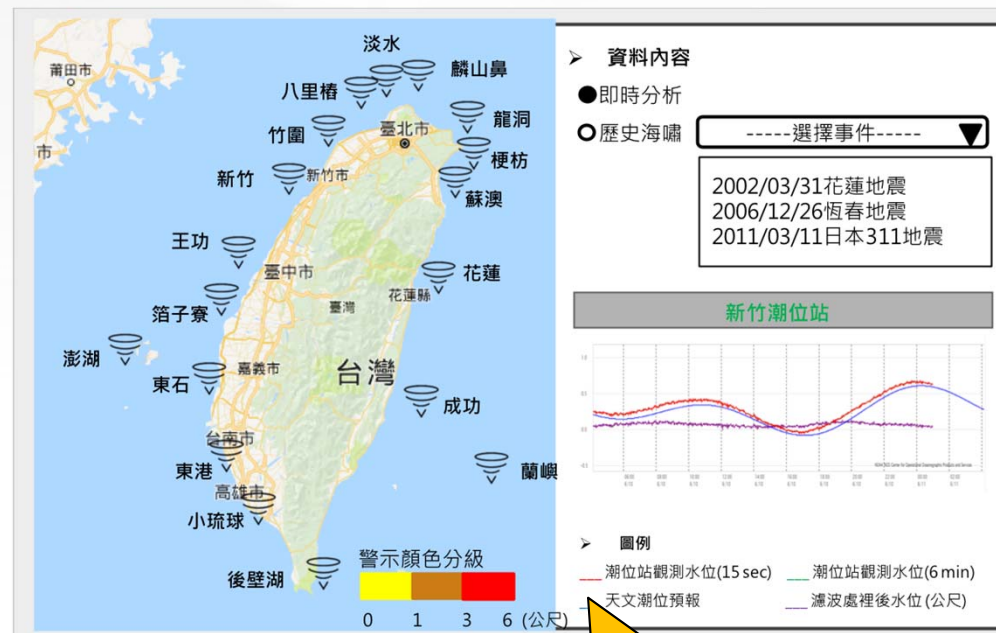 莆田市
市
淡水
麟山鼻
八里樁
龍洞
竹圍
臺北市
梗枋
新竹
新竹市
蘇澳
王功
臺中市
花蓮
花蓮縣
箔子寮
臺灣
澎湖
嘉義市
台灣
東石
成功
台南市
東港
蘭嶼
高雄市
小琉球
後壁湖
警示顏色分級
0 1 3 6 (公尺)
➢ 資料內容
●即時分析
○歷史海嘯 -----選擇事件----- ▼
2002/03/31花蓮地震
2006/12/26恆春地震
2011/03/11日本311地震
新竹潮位站
➢ 圖例
潮位站觀測水位(15 sec) 潮位站觀測水位(6 min)
天文潮位預報 濾波處裡後水位(公尺)